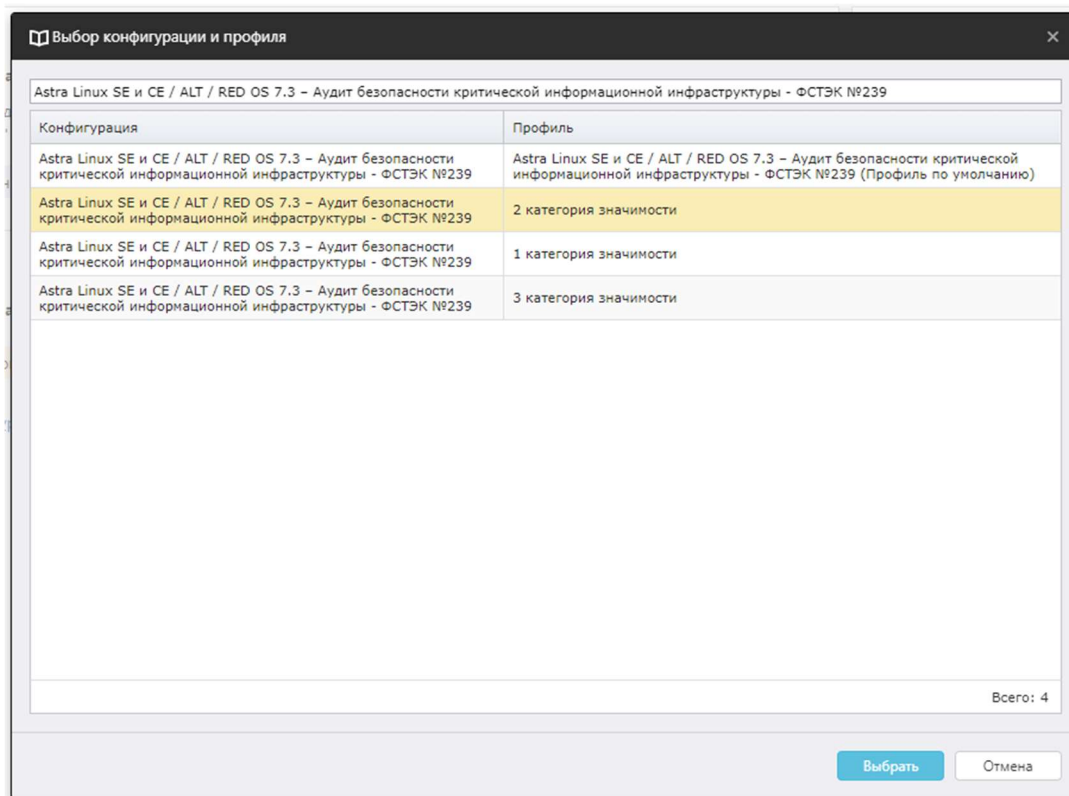 Выбор конфигурации и профиля
Astra Linux SE и CE / ALT / RED OS 7.3 – Аудит безопасности критической информационной инфраструктуры - ФСТЭК №239
Конфигурация
Профиль
Astra Linux SE и CE / ALT / RED OS 7.3 – Аудит безопасности
критической информационной инфраструктуры - ФСТЭК №239
Astra Linux SE и CE / ALT / RED OS 7.3 – Аудит безопасности критической
информационной инфраструктуры - ФСТЭК №239 (Профиль по умолчанию)
Astra Linux SE и CE / ALT / RED OS 7.3 – Аудит безопасности
критической информационной инфраструктуры - ФСТЭК №239
2 категория значимости
Astra Linux SE и CE / ALT / RED OS 7.3 – Аудит безопасности
критической информационной инфраструктуры - ФСТЭК №239
1 категория значимости
Astra Linux SE и CE / ALT / RED OS 7.3 – Аудит безопасности
критической информационной инфраструктуры - ФСТЭК №239
3 категория значимости
Всего: 4
Выбрать
Отмена